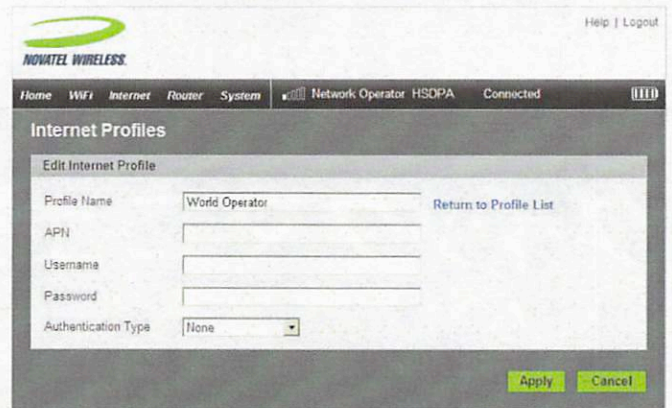 Help | Logout
NOVATEL WIRELESS.
Home WiFi Internet Router System Network Operator HSDPA Connected
Internet Profiles
Edit Internet Profile
Profile Name World Operator Return to Profile List
APN
Username
Password
Authentication Type None
Apply Cancel